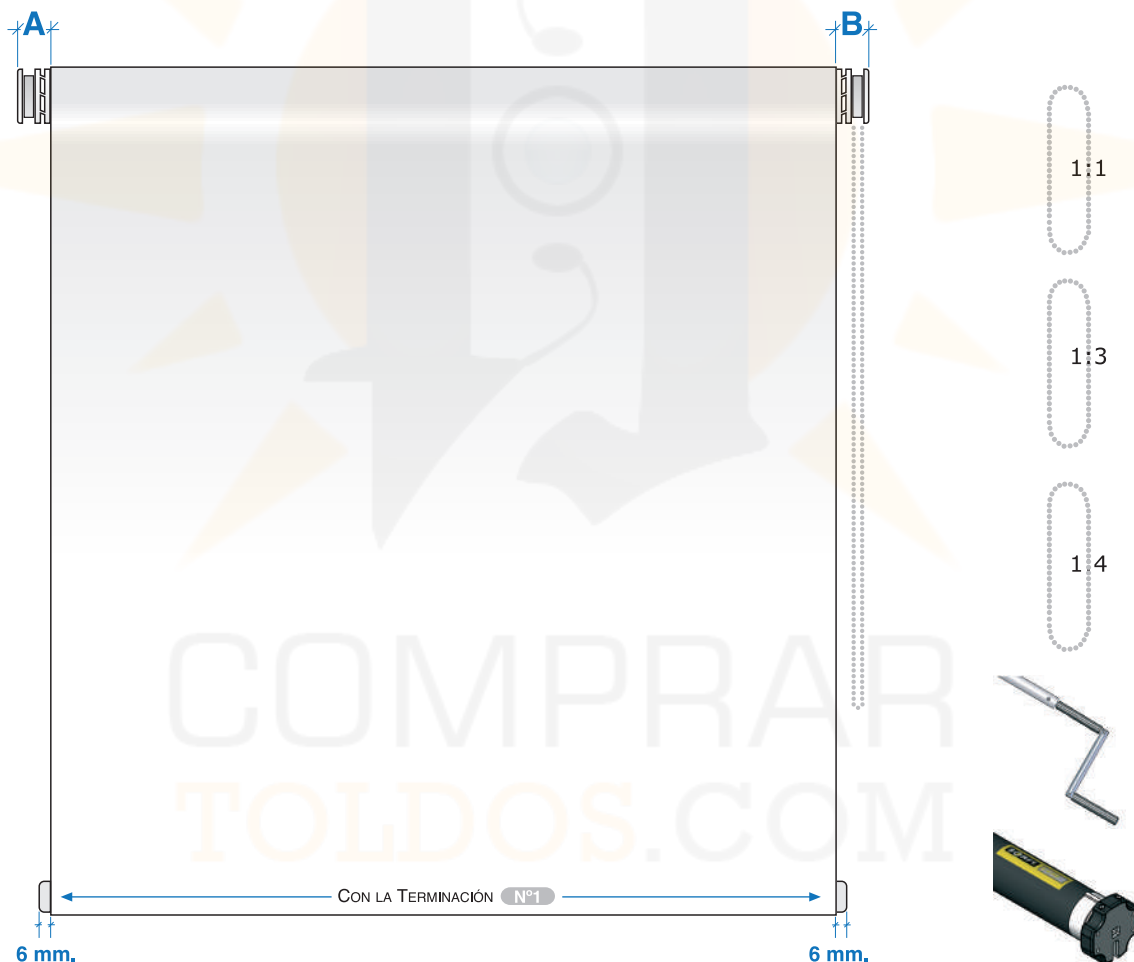 A
B
1:1
1:3
1:4
COMPRAR
TOLDOS.COM
CON LA TERMINACIÓN Nº1
6 mm.
6 mm.